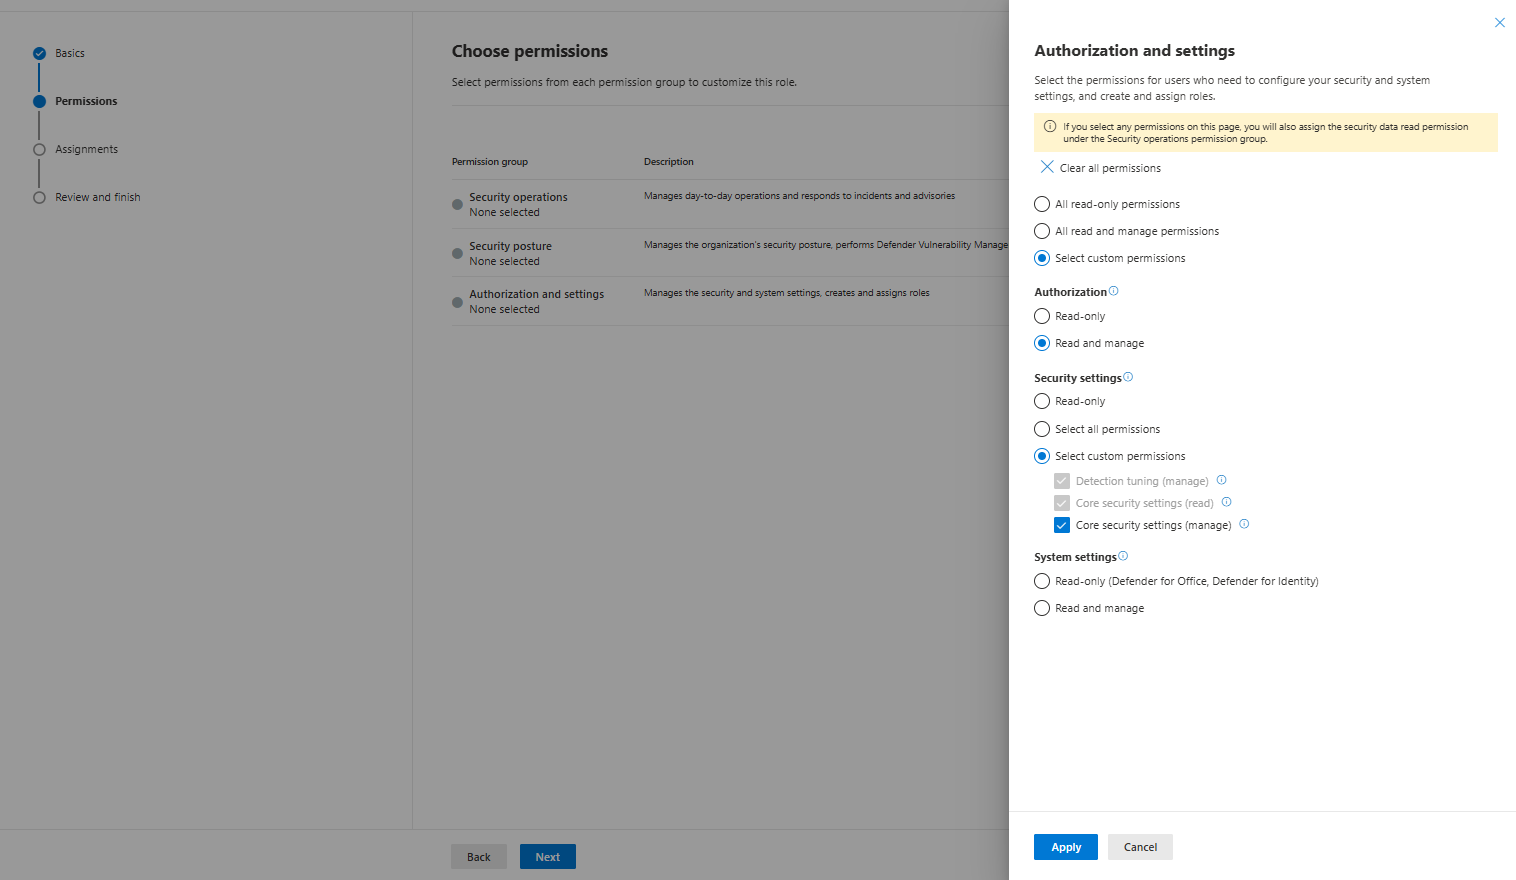 Basics
Permissions
Assignments
Review and finish
Choose permissions
Select permissions from each permission group to customize this role.
Permission group
Description
Security operations
None selected
Manages day-to-day operations and responds to incidents and advisories
Security posture
None selected
Manages the organization's security posture, performs Defender Vulnerability Manage
Authorization and settings
None selected
Manages the security and system settings, creates and assigns roles
Back
Next
Authorization and settings
Select the permissions for users who need to configure your security and system
settings, and create and assign roles.
If you select any permissions on this page, you will also assign the security data read permission
under the Security operations permission group.
Clear all permissions
All read-only permissions
All read and manage permissions
Select custom permissions
Authorization
Read-only
Read and manage
Security settings
Read-only
Select all permissions
Select custom permissions
Detection tuning (manage)
Core security settings (read)
Core security settings (manage)
System settings
Read-only (Defender for Office, Defender for Identity)
Read and manage
Apply
Cancel